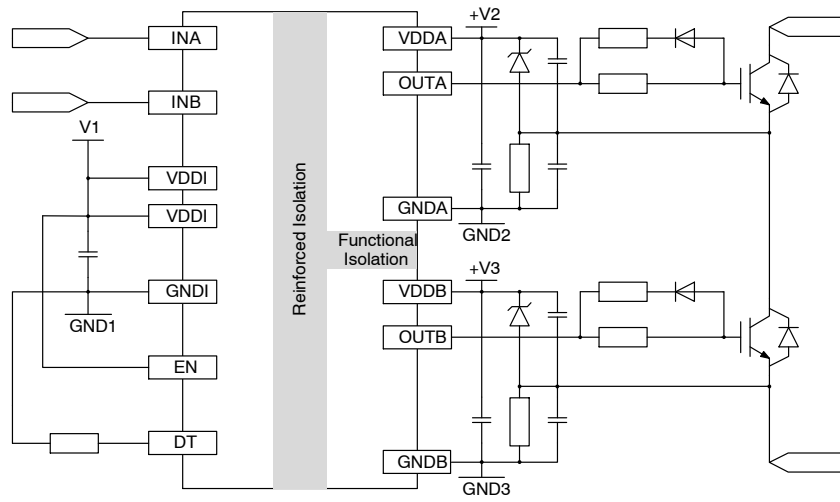 INA
INB
V1
VDDI
VDDI
GNDI
GND1
EN
DT
Reinforced Isolation
Functional
Isolation
+V2
VDDA
OUTA
GNDA
GND2
+V3
VDDB
OUTB
GNDB
GND3